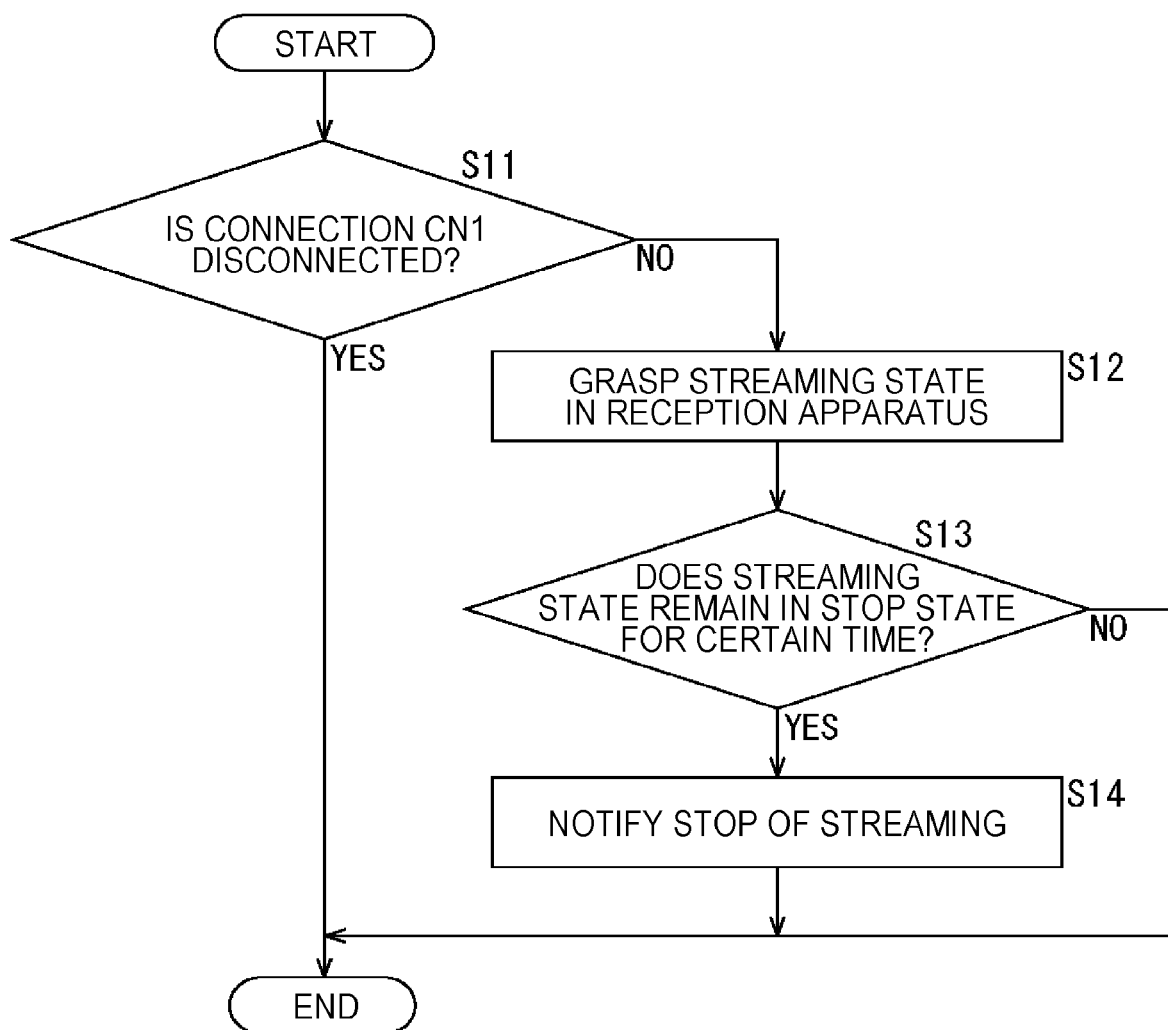 START
S11
IS CONNECTION CN1
DISCONNECTED?
NO
YES
S12
GRASP STREAMING STATE
IN RECEPTION APPARATUS
S13
DOES STREAMING
STATE REMAIN IN STOP STATE
FOR CERTAIN TIME?
NO
YES
S14
NOTIFY STOP OF STREAMING
END